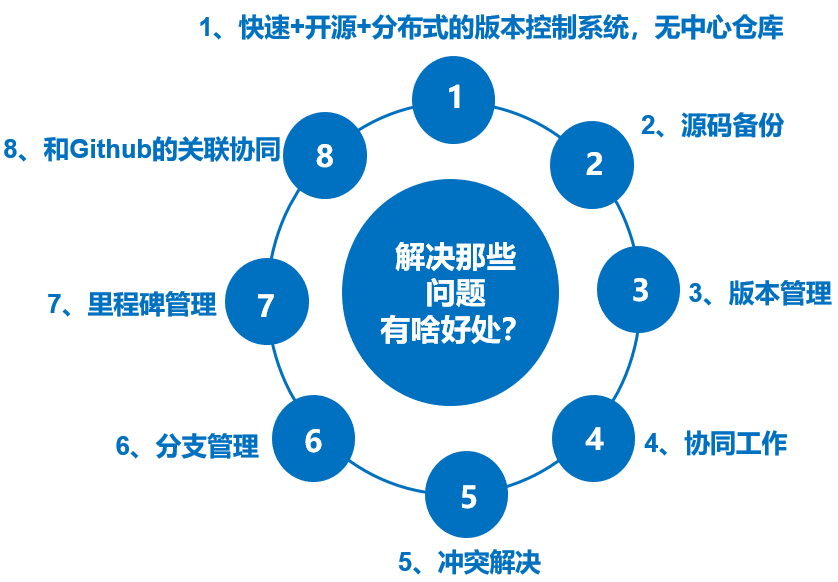 1、快速+开源+分布式的版本控制系统，无中心仓库
1
2
2、源码备份
3
3、版本管理
4
4、协同工作
5
5、冲突解决
6
6、分支管理
7
7、里程碑管理
8
8、和Github的关联协同
解决那些
问题
有啥好处？